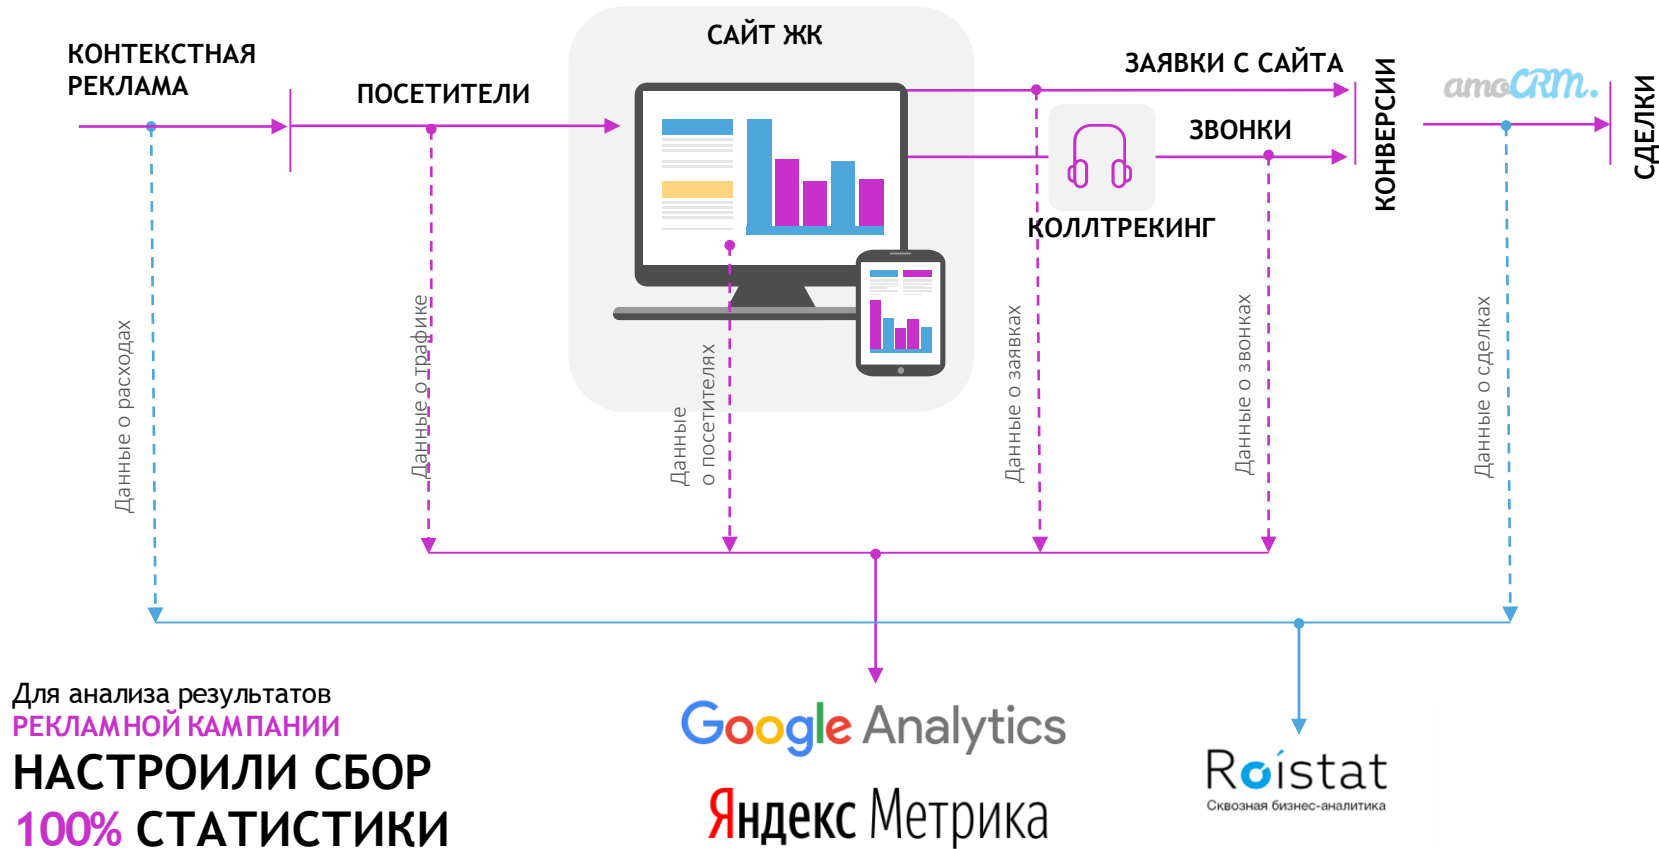 САЙТ ЖК
КОНТЕКСТНАЯ
РЕКЛАМА
ПОСЕТИТЕЛИ
ЗАЯВКИ С САЙТА
ЗВОНКИ
КОЛЛТРЕКИНГ
КОНВЕРСИИ
amoCRM.
СДЕЛКИ
Данные о расходах
Данные о трафике
Данные
о посетителях
Данные о заявках
Данные о звонках
Данные о сделках
Для анализа результатов
РЕКЛАМНОЙ КАМПАНИИ
НАСТРОИЛИ СБОР
100% СТАТИСТИКИ
Google Analytics
Яндекс Метрика
Roistat
Сквозная бизнес-аналитика